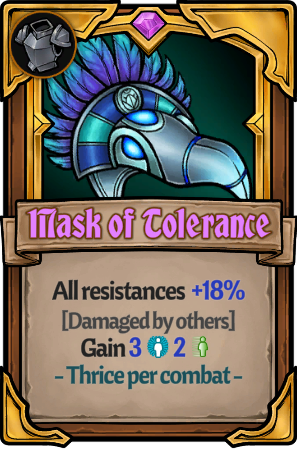 Mask of Tolerance
All resistances +18%
[Damaged by others]
Gain 3 2
- Thrice per combat -